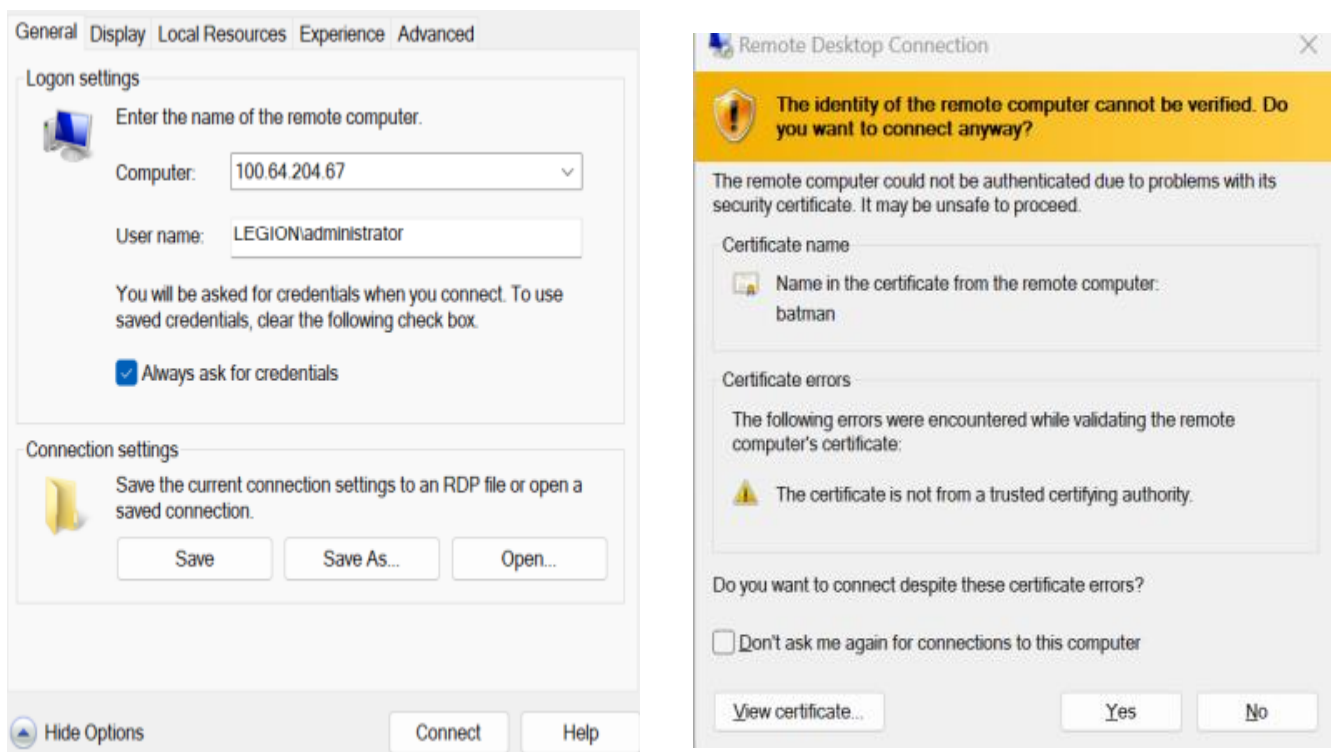 General Display Local Resources Experience Advanced
Logon settings
Enter the name of the remote computer.
Computer: 100.64.204.67
User name: LEGION\administrator
You will be asked for credentials when you connect. To use
saved credentials, clear the following check box.
Always ask for credentials
Connection settings
Save the current connection settings to an RDP file or open a
saved connection.
Save Save As... Open...
Hide Options Connect Help
Remote Desktop Connection
The identity of the remote computer cannot be verified. Do
you want to connect anyway?
The remote computer could not be authenticated due to problems with its
security certificate. It may be unsafe to proceed.
Certificate name
Name in the certificate from the remote computer:
batman
Certificate errors
The following errors were encountered while validating the remote
computer's certificate:
The certificate is not from a trusted certifying authority.
Do you want to connect despite these certificate errors?
Don't ask me again for connections to this computer
View certificate... Yes No